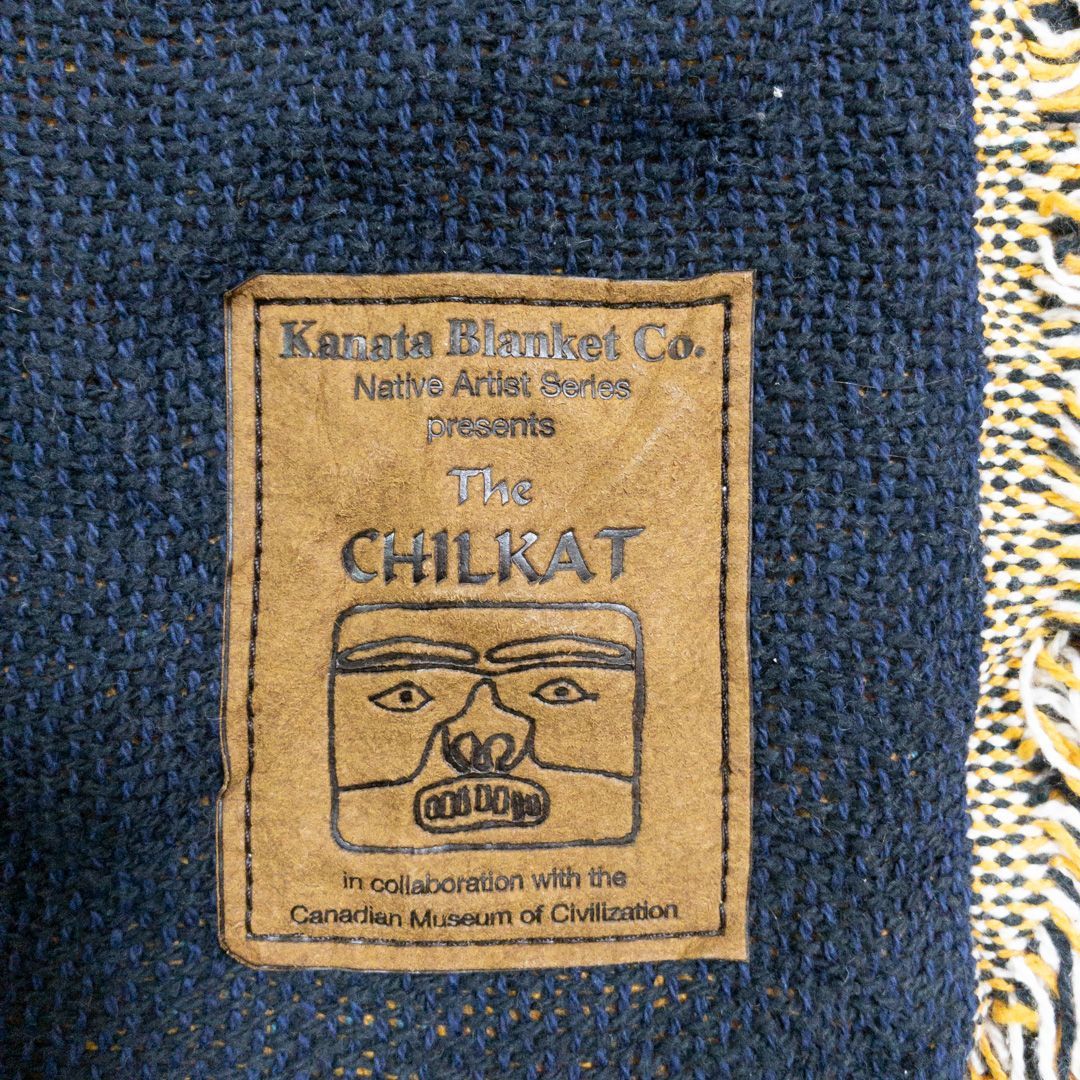 Kanata Blanket Co.
Native Artist Series
presents
The
CHILKAT
in collaboration with the
Canadian Museum of Civilization